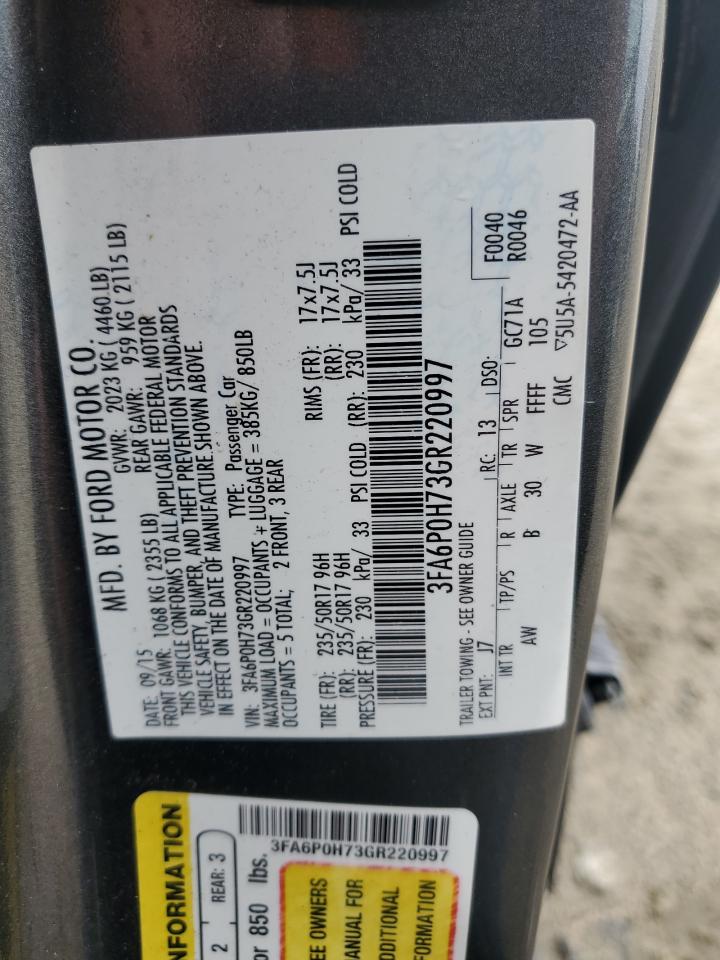 MFD. BY FORD MOTOR CO.
DATE: 09/15 GVWR: 2023 KG ( 4460 LB)
FRONT GAWR: 1068 KG ( 2355 LB) REAR GAWR: 959 KG ( 2115 LB)
THIS VEHICLE CONFORMS TO ALL APPLICABLE FEDERAL MOTOR
VEHICLE SAFETY, BUMPER, AND THEFT PREVENTION STANDARDS
IN EFFECT ON THE DATE OF MANUFACTURE SHOWN ABOVE.
VIN: 3FA6P0H73GR220997 TYPE: Passenger Car
MAXIMUM LOAD = OCCUPANTS + LUGGAGE = 385KG/ 850LB
OCCUPANTS = 5 TOTAL; 2 FRONT, 3 REAR
TIRE (FR): 235/50R17 96H RIMS (FR): 17x7.5J
(RR): 235/50R17 96H (RR): 17x7.5J
PRESSURE (FR): 230 kPa/ 33 PSI COLD (RR): 230 kPa/ 33 PSI COLD
3FA6P0H73GR220997
TRAILER TOWING - SEE OWNER GUIDE
EXT PNT: J7 RC: 13 DSO: F0040
R0046
INT TR TP/PS R AXLE TR SPR GC71A
AW B 30 W FFFF 105
CMC ▽5U5A-5420472-AA
NFORMATION
2 REAR: 3
or 850 lbs.
3FA6P0H73GR220997
EE OWNERS
ANUAL FOR
DDITIONAL
FORMATION